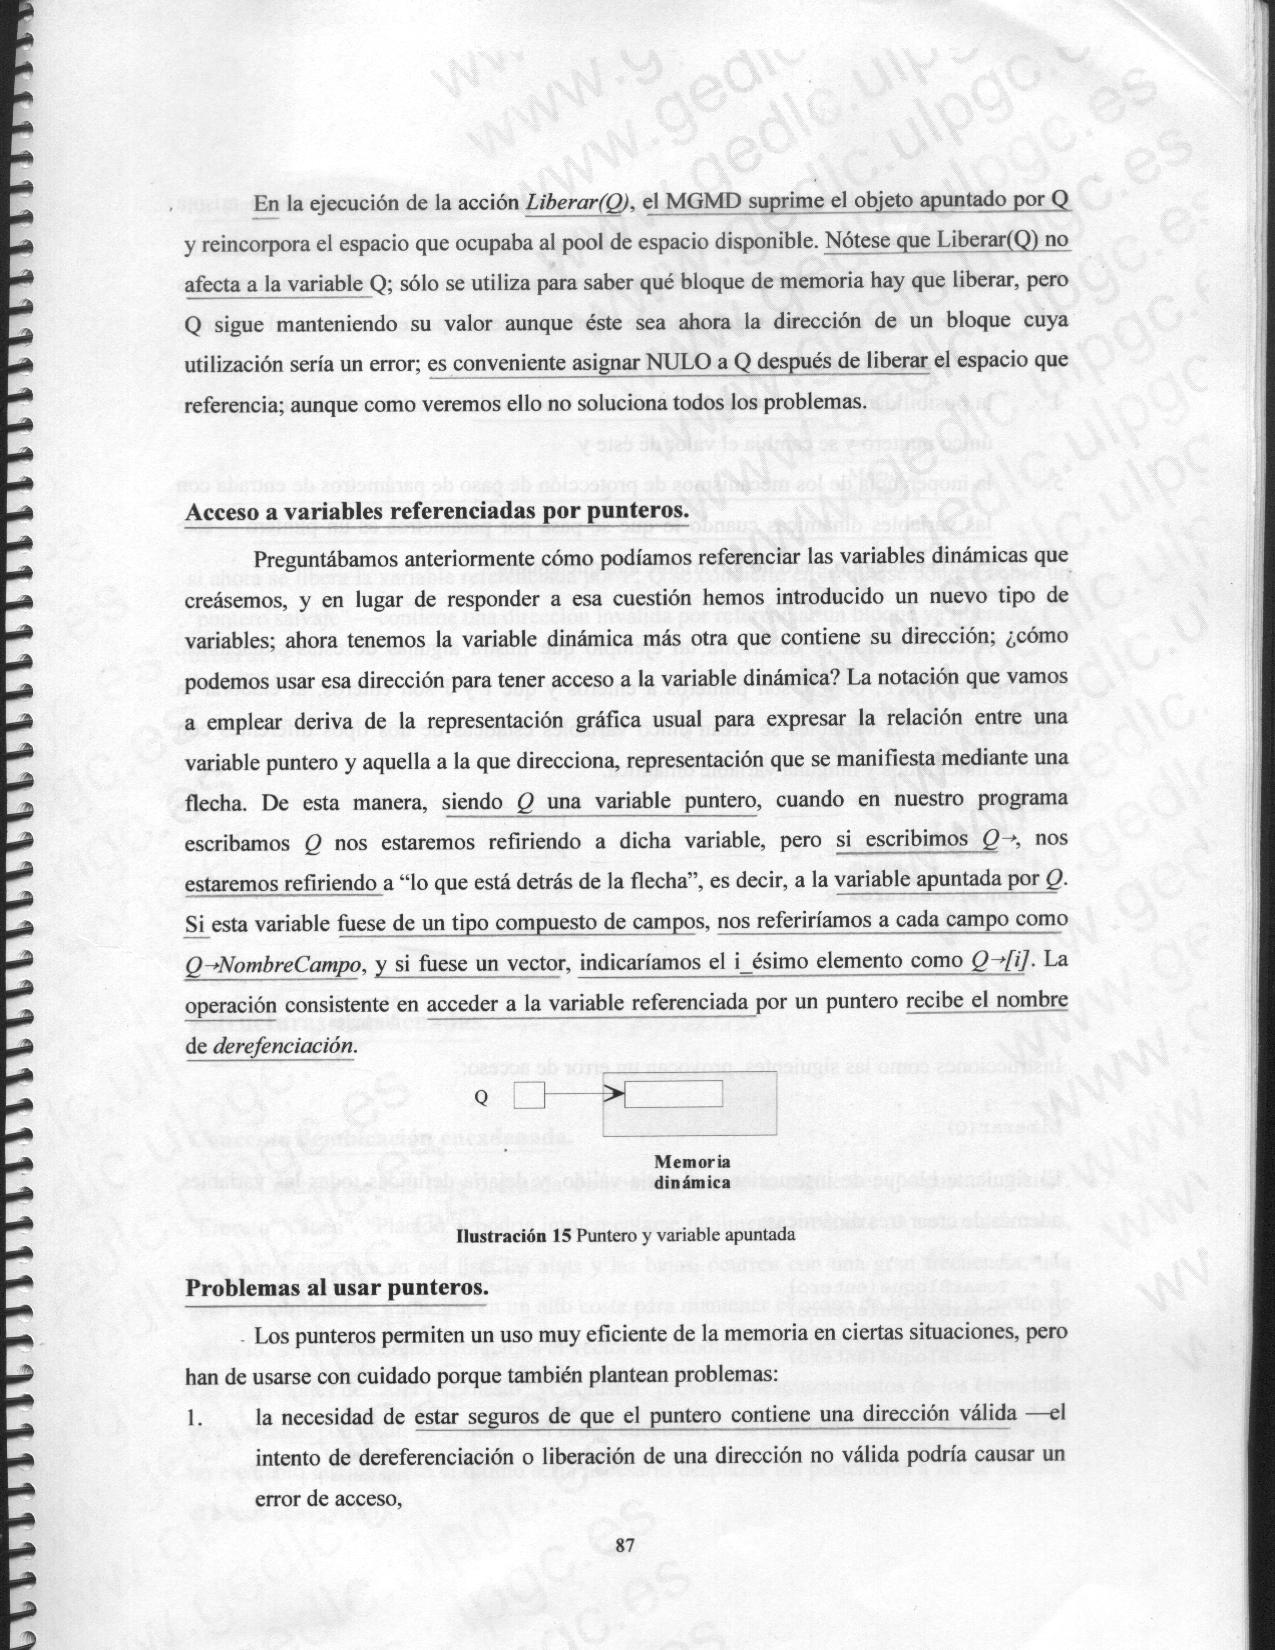 En la ejecución de la acción Liberar(Q), el MGMD suprime el objeto apuntado por Q
y reincorpora el espacio que ocupaba al pool de espacio disponible. Nótese que Liberar(Q) no
afecta a la variable Q; sólo se utiliza para saber qué bloque de memoria hay que liberar, pero
Q sigue manteniendo su valor aunque éste sea ahora la dirección de un bloque cuya
utilización sería un error; es conveniente asignar NULO a Q después de liberar el espacio que
referencia; aunque como veremos ello no soluciona todos los problemas.
Acceso a variables referenciadas por punteros.
Preguntábamos anteriormente cómo podíamos referenciar las variables dinámicas que
creásemos, y en lugar de responder a esa cuestión hemos introducido un nuevo tipo de
variables; ahora tenemos la variable dinámica más otra que contiene su dirección; ¿cómo
podemos usar esa dirección para tener acceso a la variable dinámica? La notación que vamos
a emplear deriva de la representación gráfica usual para expresar la relación entre una
variable puntero y aquella a la que direcciona, representación que se manifiesta mediante una
flecha. De esta manera, siendo Q una variable puntero, cuando en nuestro programa
escribamos Q nos estaremos refiriendo a dicha variable, pero si escribimos Q→, nos
estaremos refiriendo a “lo que está detrás de la flecha”, es decir, a la variable apuntada por Q.
Si esta variable fuese de un tipo compuesto de campos, nos referiríamos a cada campo como
Q→NombreCampo, y si fuese un vector, indicaríamos el i_ésimo elemento como Q→[i]. La
operación consistente en acceder a la variable referenciada por un puntero recibe el nombre
de derefenciación.
Q
Memoria
dinámica
Ilustración 15 Puntero y variable apuntada
Problemas al usar punteros.
Los punteros permiten un uso muy eficiente de la memoria en ciertas situaciones, pero
han de usarse con cuidado porque también plantean problemas:
1. la necesidad de estar seguros de que el puntero contiene una dirección válida —el
intento de dereferenciación o liberación de una dirección no válida podría causar un
error de acceso,
87
www.gedlc.ulpgc.es